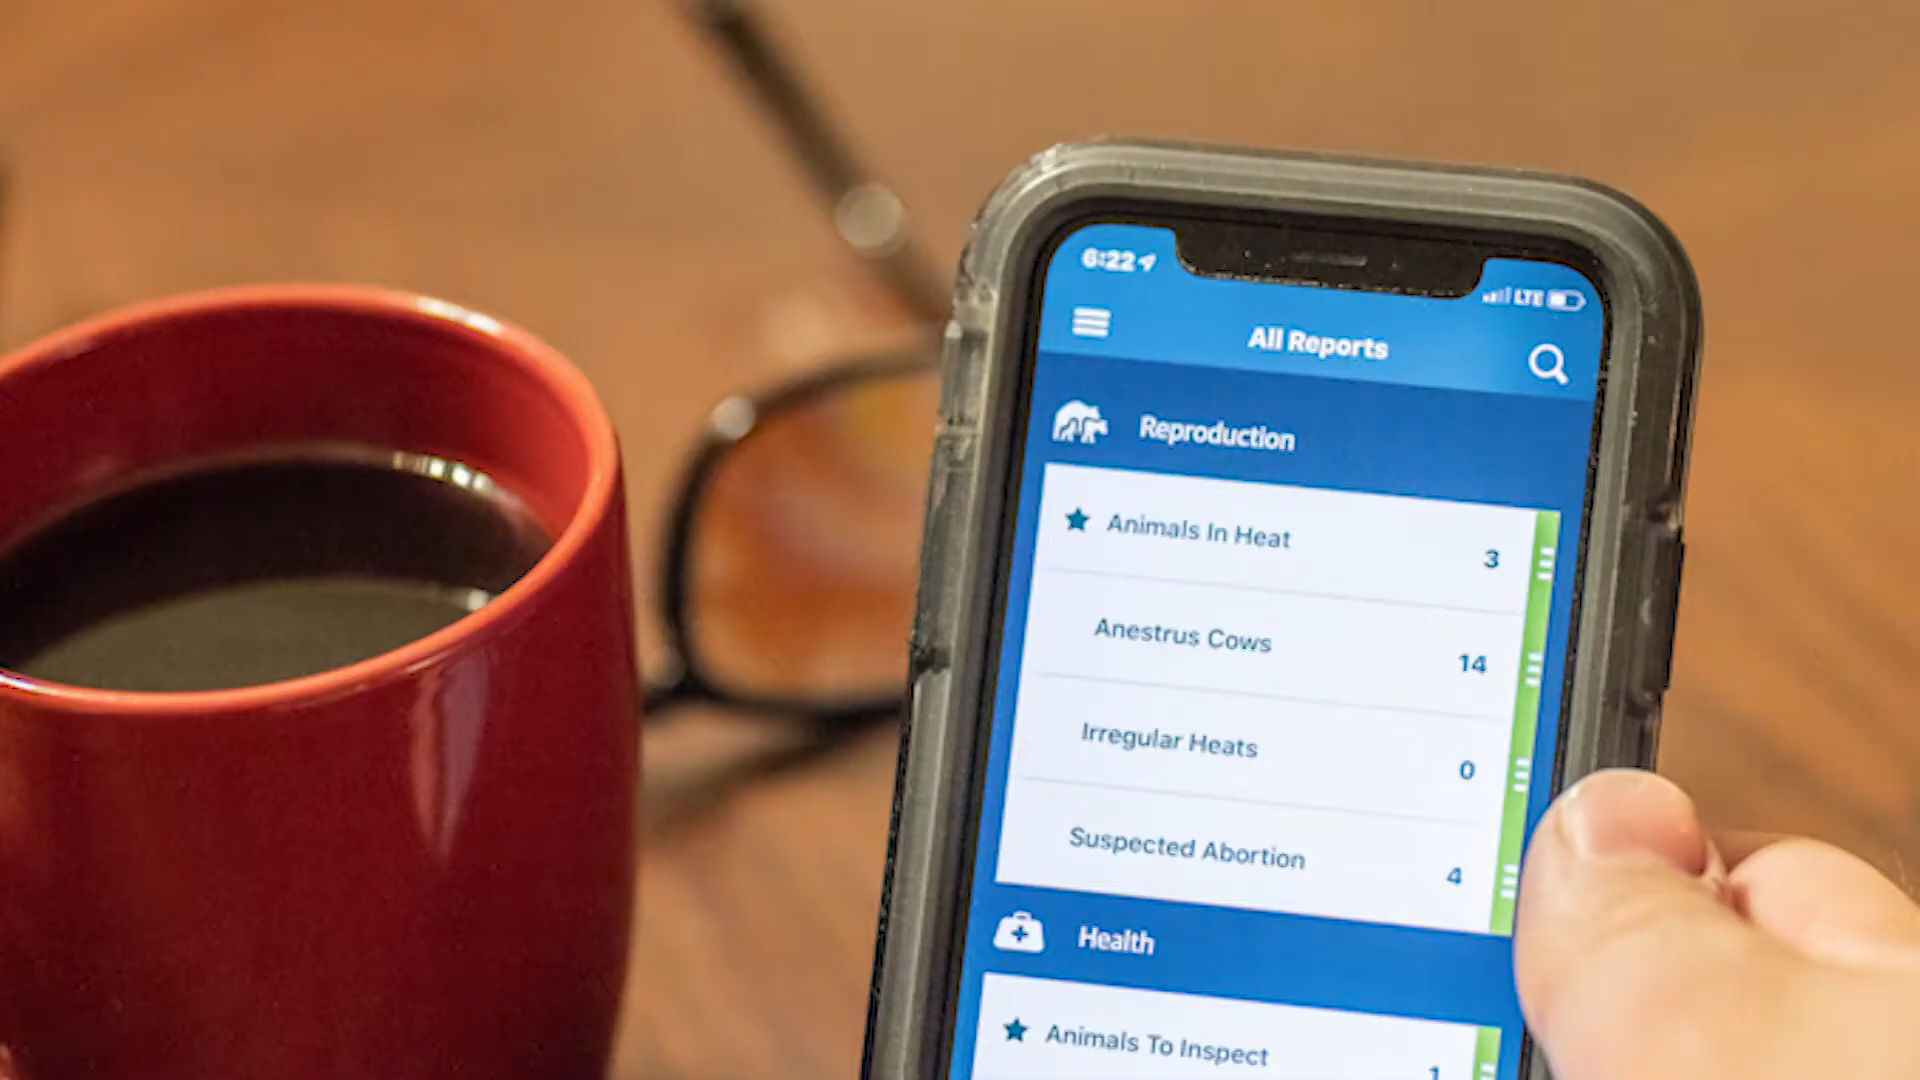 6:22
LTE
All Reports
Reproduction
Animals In Heat 3
Anestrus Cows 14
Irregular Heats 0
Suspected Abortion 4
Health
Animals To Inspect 1